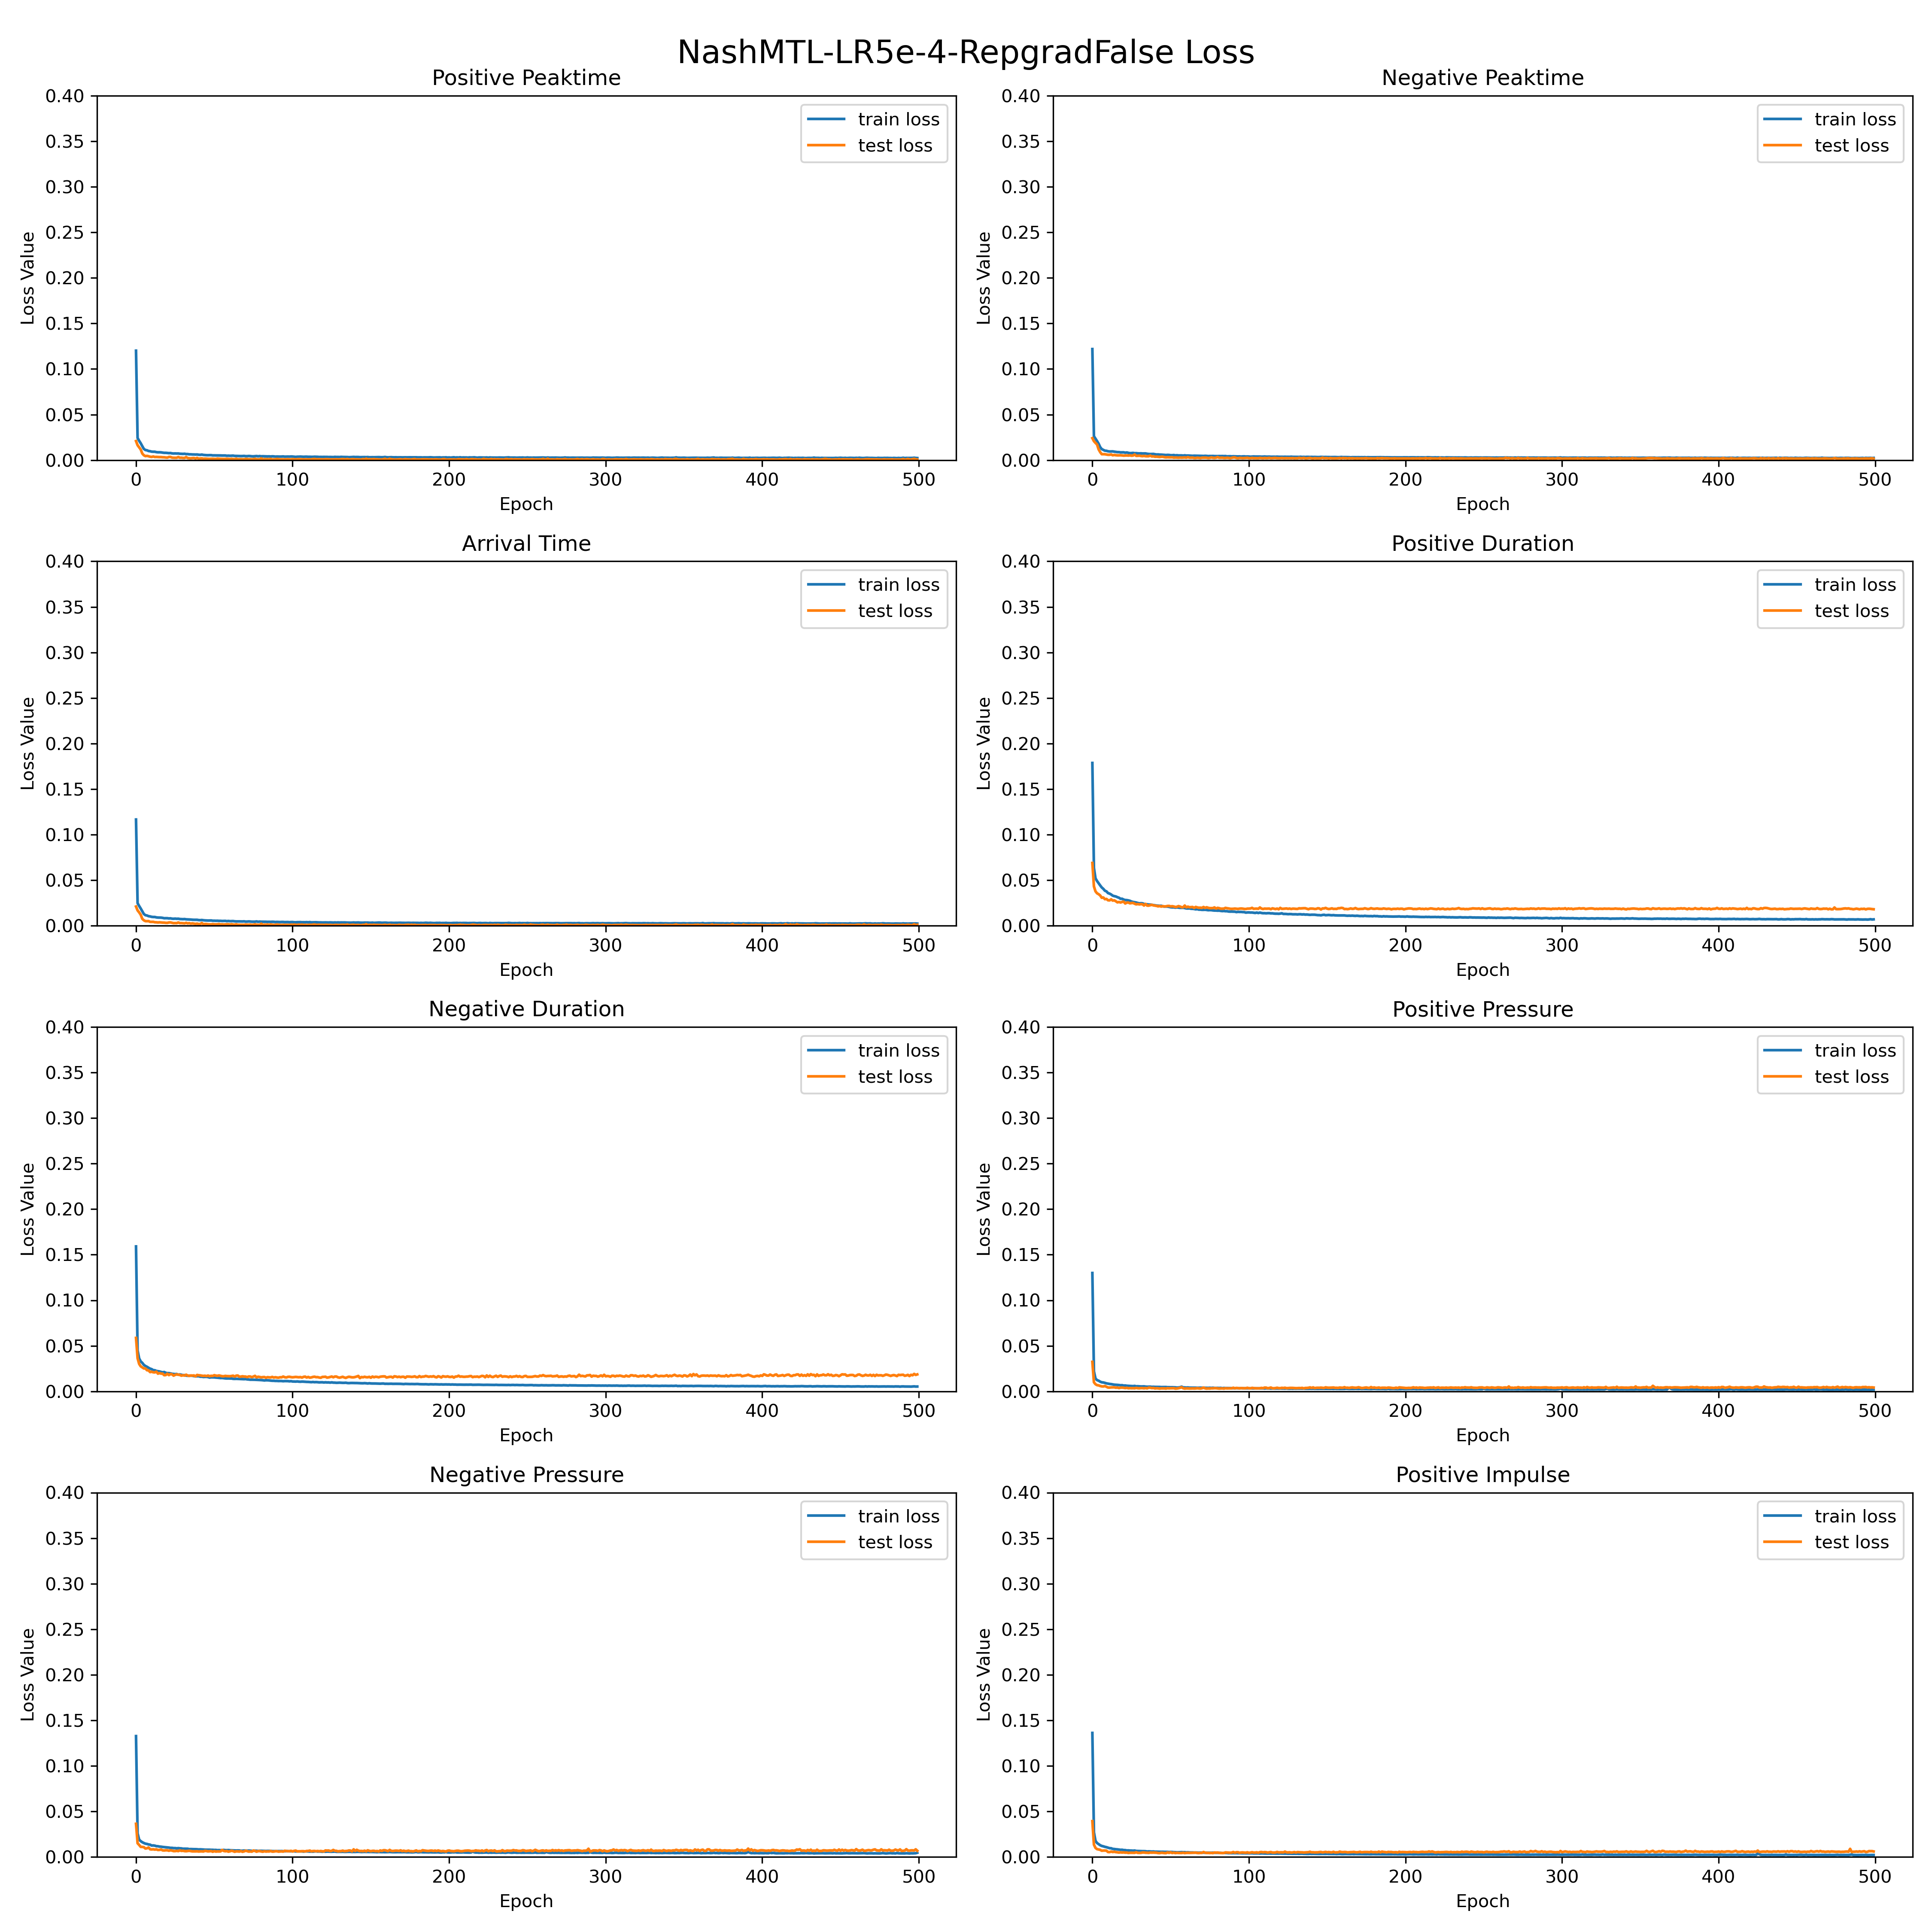 NashMTL-LR5e-4-RepgradFalse Loss
Positive Peaktime
0.40
0.35
0.30
0.25
0.20
0.15
0.10
0.05
0.00
Loss Value
0 100 200 300 400 500
Epoch
train loss
test loss
Negative Peaktime
0.40
0.35
0.30
0.25
0.20
0.15
0.10
0.05
0.00
Loss Value
0 100 200 300 400 500
Epoch
train loss
test loss
Arrival Time
0.40
0.35
0.30
0.25
0.20
0.15
0.10
0.05
0.00
Loss Value
0 100 200 300 400 500
Epoch
train loss
test loss
Positive Duration
0.40
0.35
0.30
0.25
0.20
0.15
0.10
0.05
0.00
Loss Value
0 100 200 300 400 500
Epoch
train loss
test loss
Negative Duration
0.40
0.35
0.30
0.25
0.20
0.15
0.10
0.05
0.00
Loss Value
0 100 200 300 400 500
Epoch
train loss
test loss
Positive Pressure
0.40
0.35
0.30
0.25
0.20
0.15
0.10
0.05
0.00
Loss Value
0 100 200 300 400 500
Epoch
train loss
test loss
Negative Pressure
0.40
0.35
0.30
0.25
0.20
0.15
0.10
0.05
0.00
Loss Value
0 100 200 300 400 500
Epoch
train loss
test loss
Positive Impulse
0.40
0.35
0.30
0.25
0.20
0.15
0.10
0.05
0.00
Loss Value
0 100 200 300 400 500
Epoch
train loss
test loss